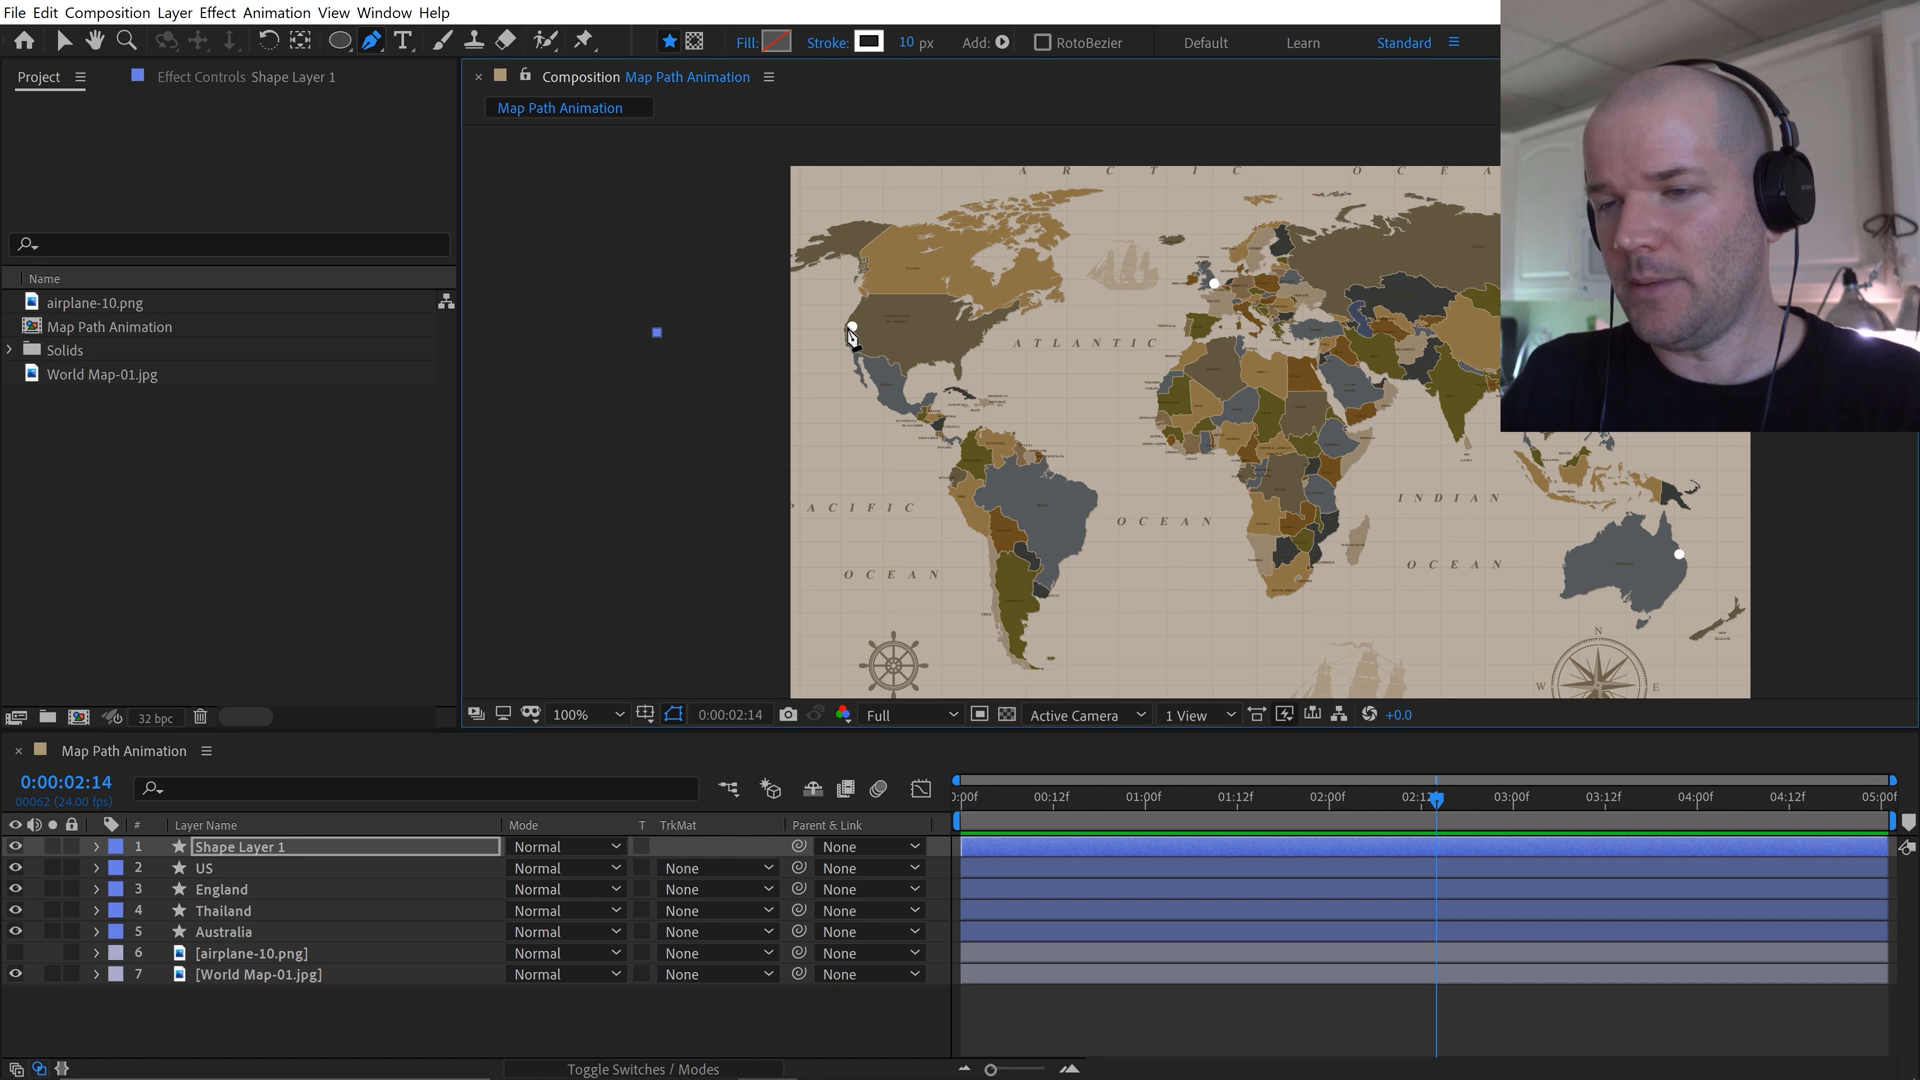 File Edit Composition Layer Effect Animation View Window Help
Fill: Stroke: 10 px Add: RotoBezier Default Learn Standard
Project Effect Controls Shape Layer 1
Composition Map Path Animation
Map Path Animation
Name
airplane-10.png
Map Path Animation
Solids
World Map-01.jpg
32 bpc
ARCTIC OCEA
ATLANTIC
PACIFIC
OCEAN
OCEAN
INDIAN
OCEAN
N
W E
100% 0:00:02:14 Full Active Camera 1 View +0.0
Map Path Animation
0:00:02:14
00062 (24.00 fps)
0:00f 00:12f 01:00f 01:12f 02:00f 02:12f 03:00f 03:12f 04:00f 04:12f 05:00f
# Layer Name Mode T TrkMat Parent & Link
1 Shape Layer 1 Normal None
2 US Normal None None
3 England Normal None None
4 Thailand Normal None None
5 Australia Normal None None
6 [airplane-10.png] Normal None None
7 [World Map-01.jpg] Normal None None
Toggle Switches / Modes